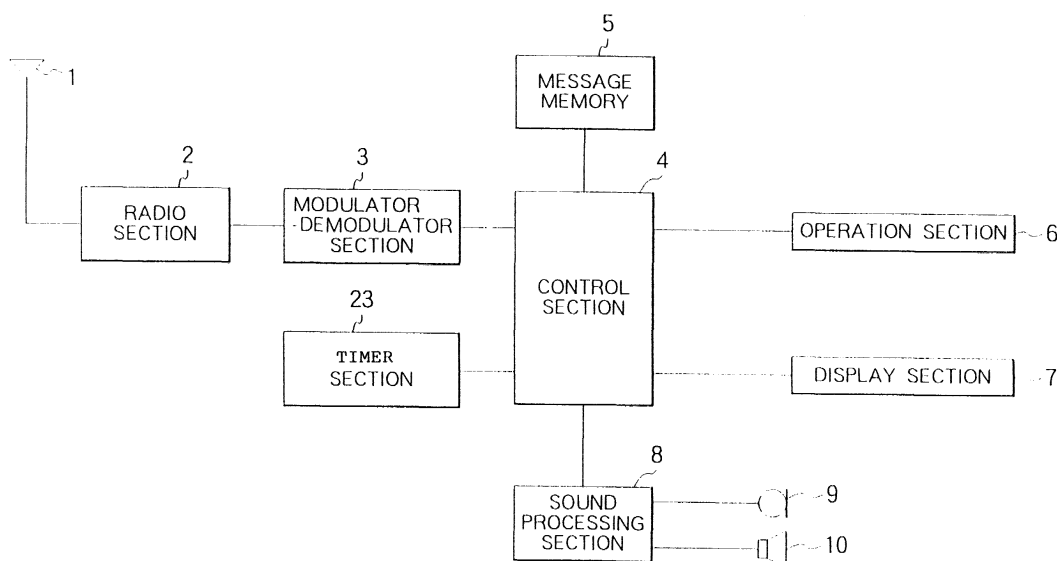 5
MESSAGE
MEMORY
1
2
RADIO
SECTION
3
MODULATOR
-DEMODULATOR
SECTION
4
CONTROL
SECTION
OPERATION SECTION
6
23
TIMER
SECTION
DISPLAY SECTION
7
8
SOUND
PROCESSING
SECTION
9
10